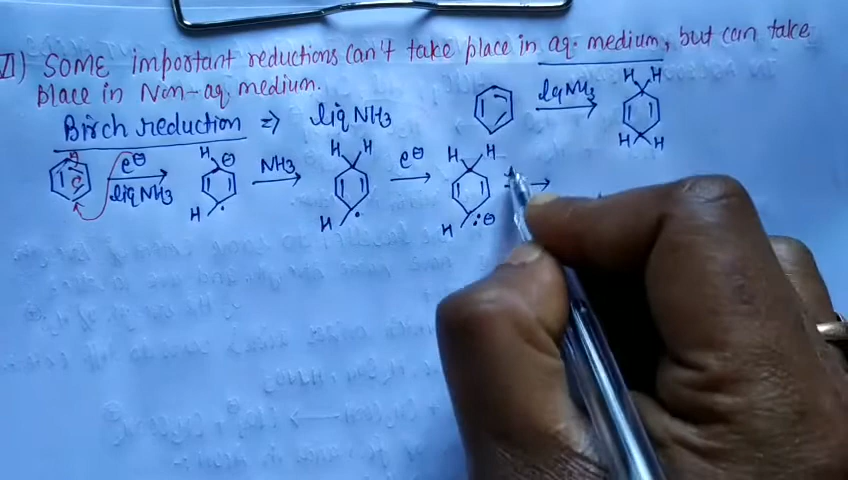 VI) SOME important reductions can't take place in aq. medium, but can take
place in Non-aq. medium.
Birch reduction ⇒ liq NH3
liq NH3
H H
H H
e⊖
liq NH3
H ⊖
H
NH3
H H
H
e⊖
H H
H ⊖